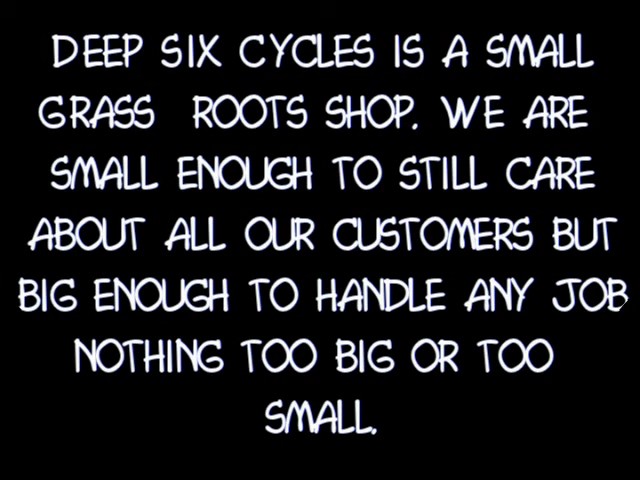 DEEP SIX CYCLES IS A SMALL
GRASS ROOTS SHOP. WE ARE
SMALL ENOUGH TO STILL CARE
ABOUT ALL OUR CUSTOMERS BUT
BIG ENOUGH TO HANDLE ANY JOB
NOTHING TOO BIG OR TOO
SMALL.